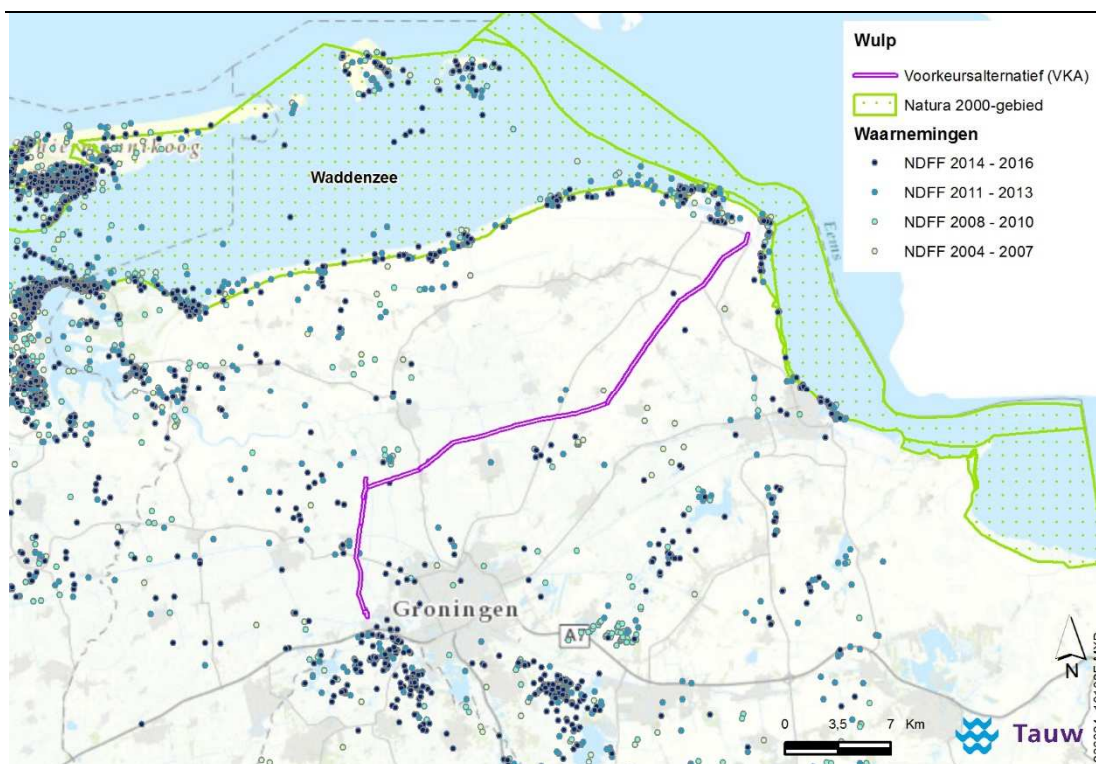 Wulp
Voorkeursalternatief (VKA)
Natura 2000-gebied
Waarnemingen
NDFF 2014 - 2016
NDFF 2011 - 2013
NDFF 2008 - 2010
NDFF 2004 - 2007
Waddenzee
Eems
Groningen
A7
N
0 3,5 7 Km
Tauw